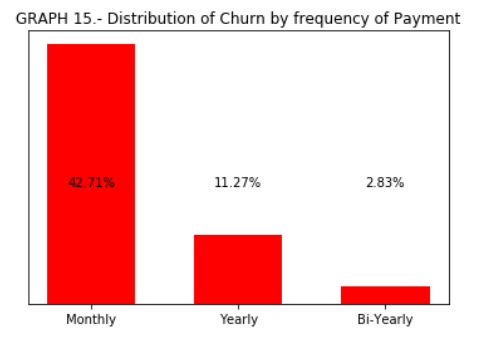 GRAPH 15.- Distribution of Churn by frequency of Payment
42.71% 11.27% 2.83%
Monthly Yearly Bi-Yearly